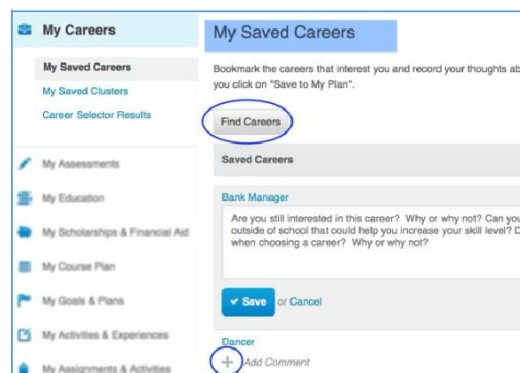 My Careers
My Saved Careers
My Saved Clusters
Career Selector Results
My Assessments
My Education
My Scholarships & Financial Aid
My Course Plan
My Goals & Plans
My Activities & Experiences
My Assignments & Activities
My Saved Careers
Bookmark the careers that interest you and record your thoughts ab
you click on "Save to My Plan".
Find Careers
Saved Careers
Bank Manager
Are you still interested in this career? Why or why not? Can you
outside of school that could help you increase your skill level? D
when choosing a career? Why or why not?
Save or Cancel
Dancer
+ Add Comment